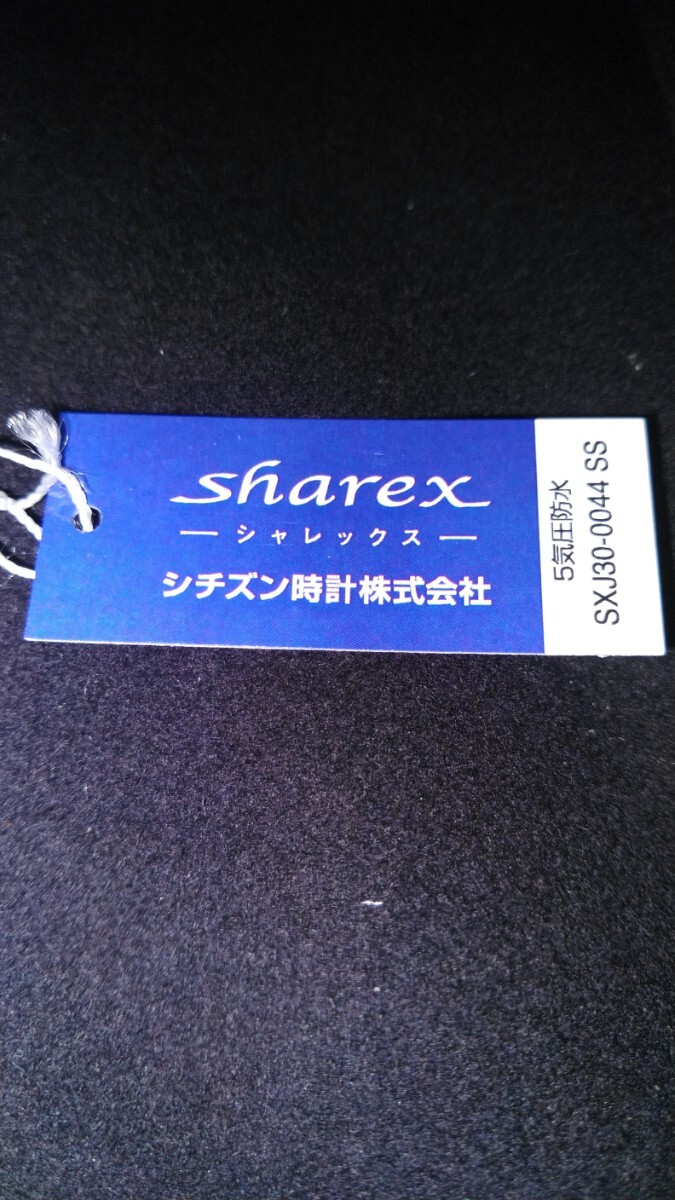 sharex
— シャレックス —
シチズン時計株式会社
5気圧防水
SXJ30-0044 SS